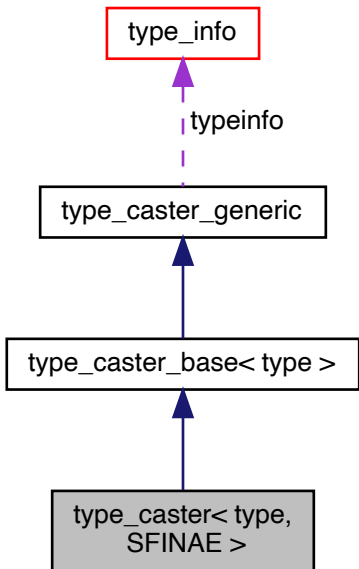 type_info
typeinfo
type_caster_generic
type_caster_base< type >
type_caster< type,
SFINAE >